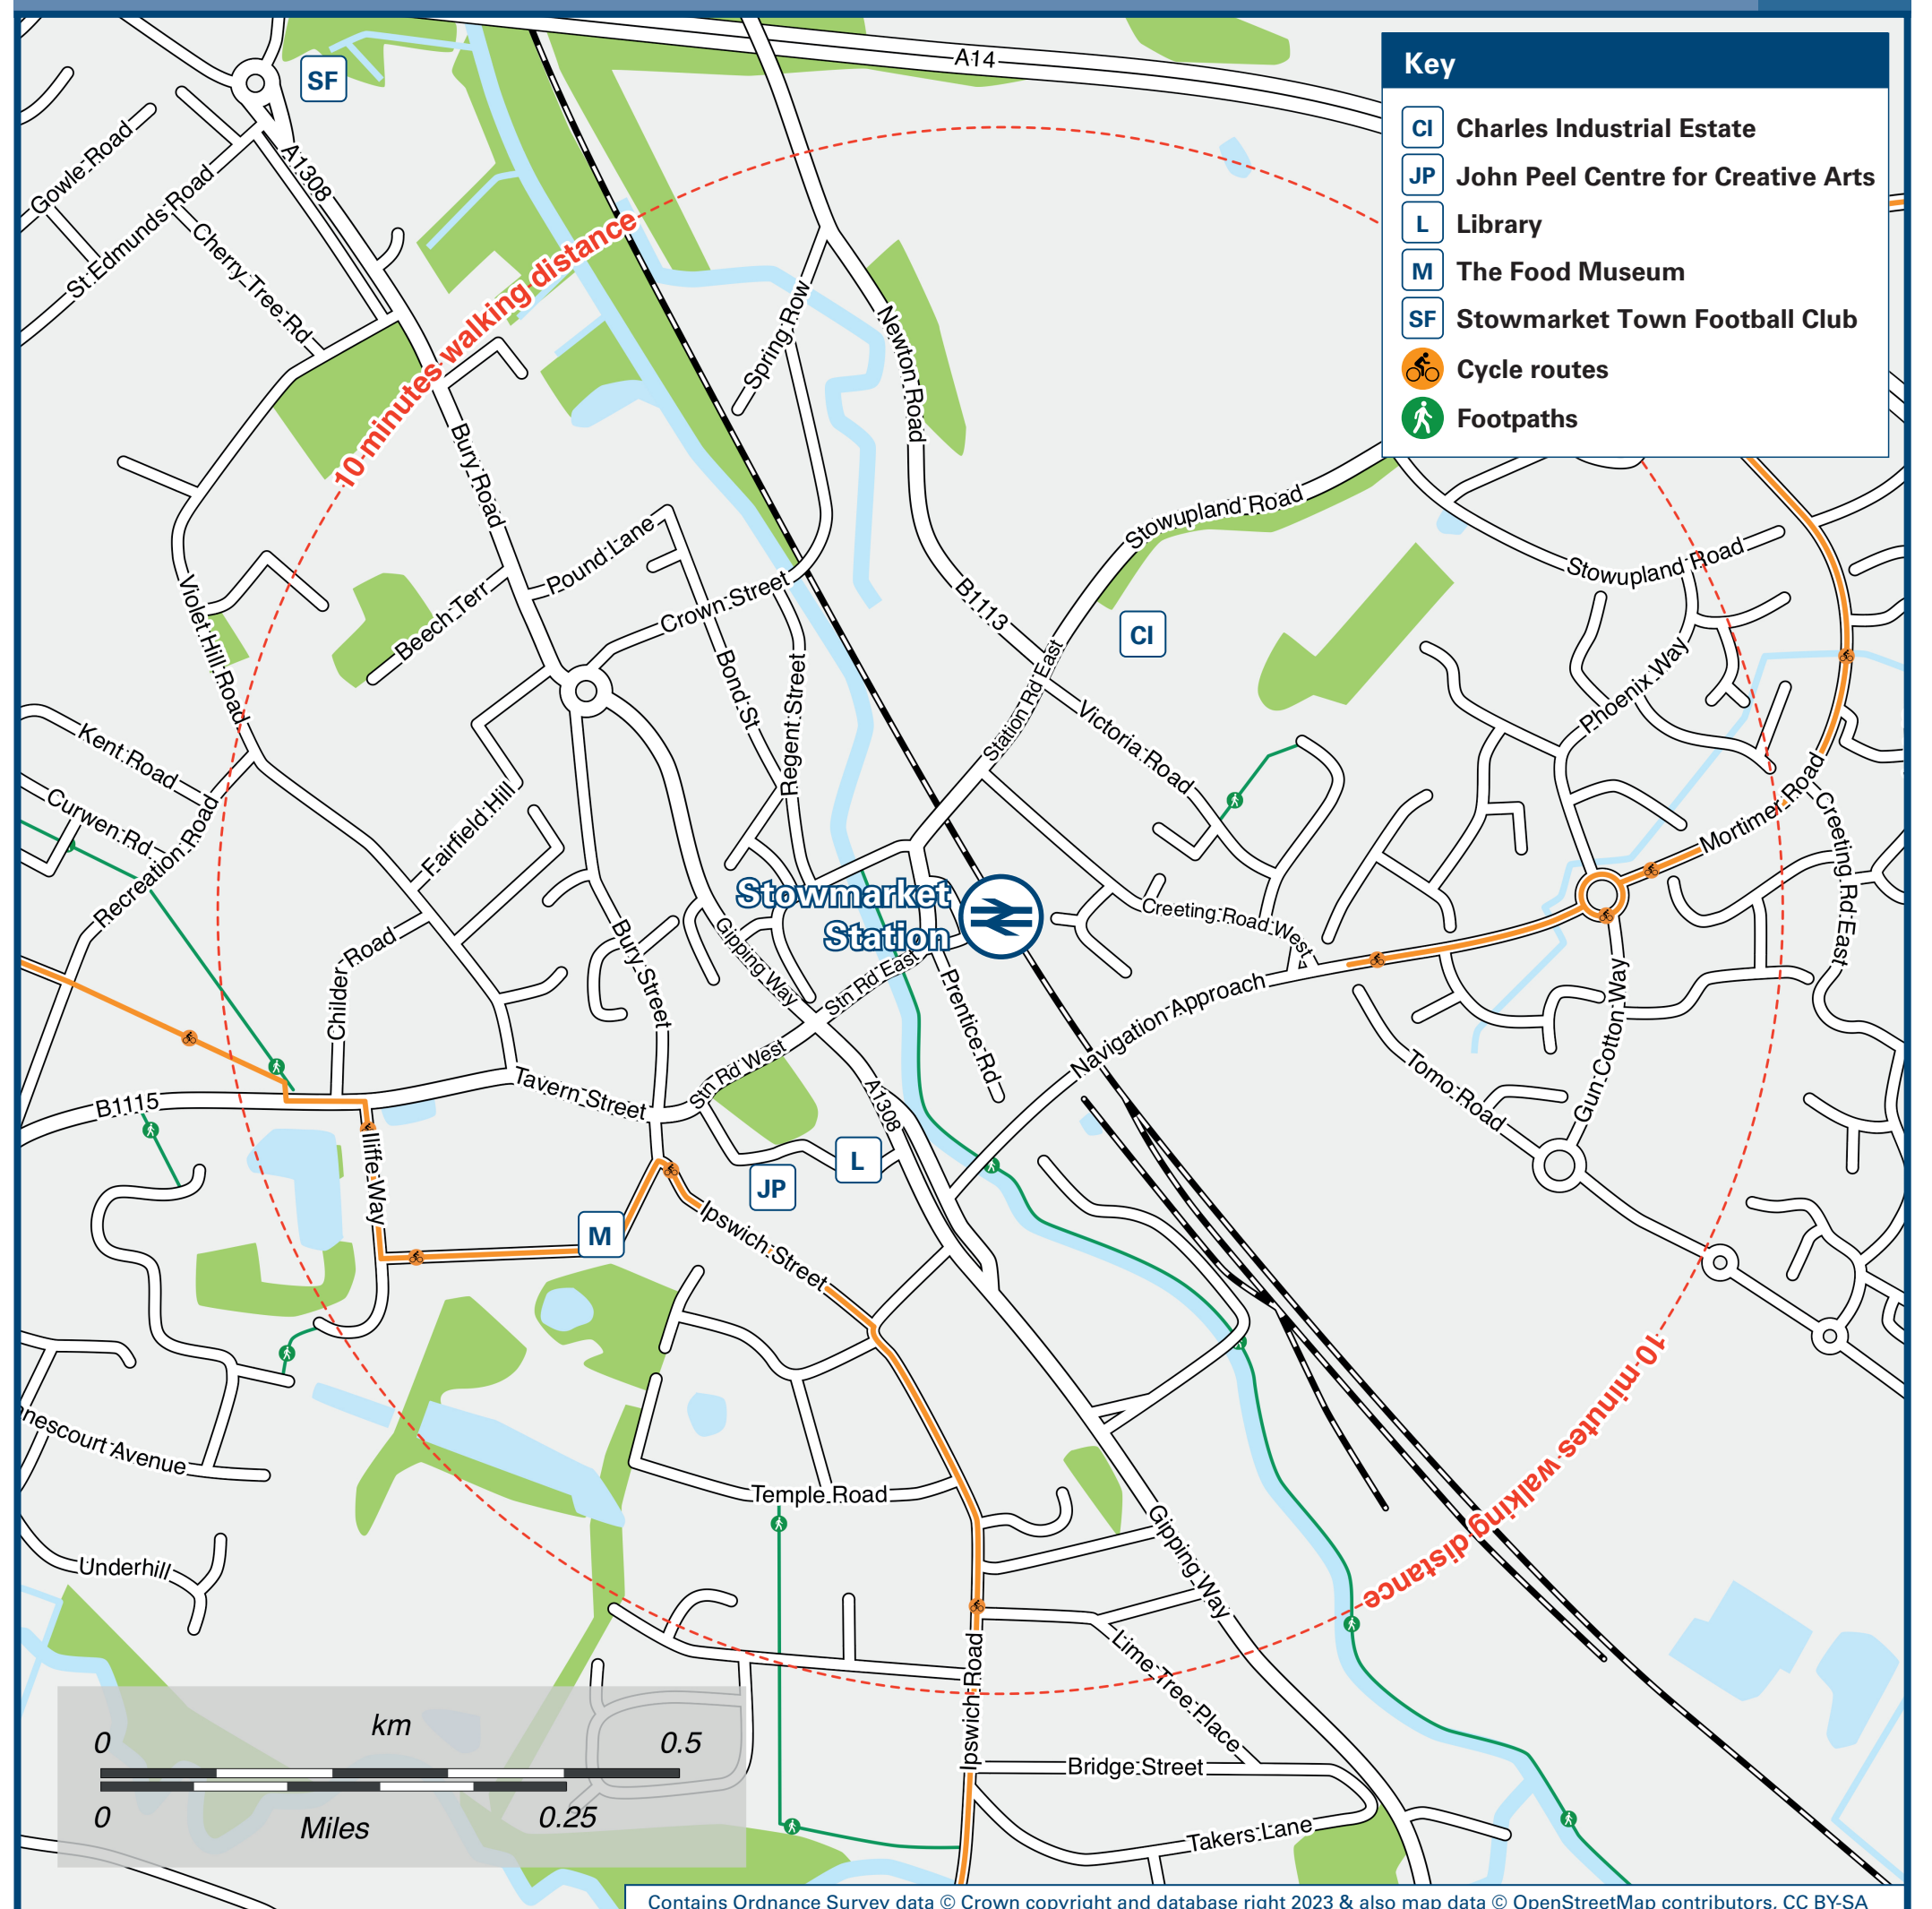 Key
CI Charles Industrial Estate
JP John Peel Centre for Creative Arts
L Library
M The Food Museum
SF Stowmarket Town Football Club
Cycle routes
Footpaths
SF
A14
A1308
Gowle Road
St Edmunds Road
Cherry Tree Rd
10 minutes walking distance
Spring Row
Newton Road
Bury Road
Stowupland Road
Stowupland Road
Pound Lane
Crown Street
Beech Terr
B1113
CI
Violet Hill Road
Bond St
Regent Street
Station Rd East
Victoria Road
Phoenix Way
Kent Road
Curwen Rd
Recreation Road
Fairfield Hill
Mortimer Road
Creeting Rd East
Stowmarket
Station
Creeting Road West
Childer Road
Bury Street
Gipping Way
Stn Rd East
Prentice Rd
Navigation Approach
Gun Cotton Way
Tomo Road
Stn Rd West
Tavern Street
B1115
A1308
Iliffe Way
L
JP
M
Ipswich Street
10 minutes walking distance
nescourt Avenue
Temple Road
Gipping Way
Underhill
Lime Tree Place
Ipswich Road
Bridge Street
Takers Lane
km
0 0.5
0 0.25
Miles
Contains Ordnance Survey data © Crown copyright and database right 2023 & also map data © OpenStreetMap contributors, CC BY-SA